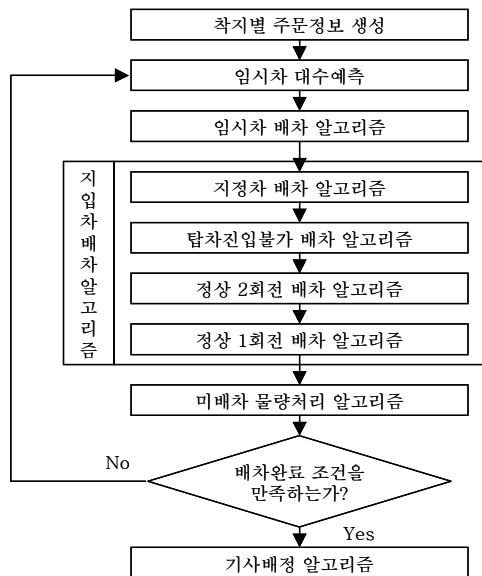 착지별 주문정보 생성
임시차 대수예측
임시차 배차 알고리즘
지입차배차알고리즘
지정차 배차 알고리즘
탑차진입불가 배차 알고리즘
정상 2회전 배차 알고리즘
정상 1회전 배차 알고리즘
미배차 물량처리 알고리즘
No
배차완료 조건을
만족하는가?
Yes
기사배정 알고리즘